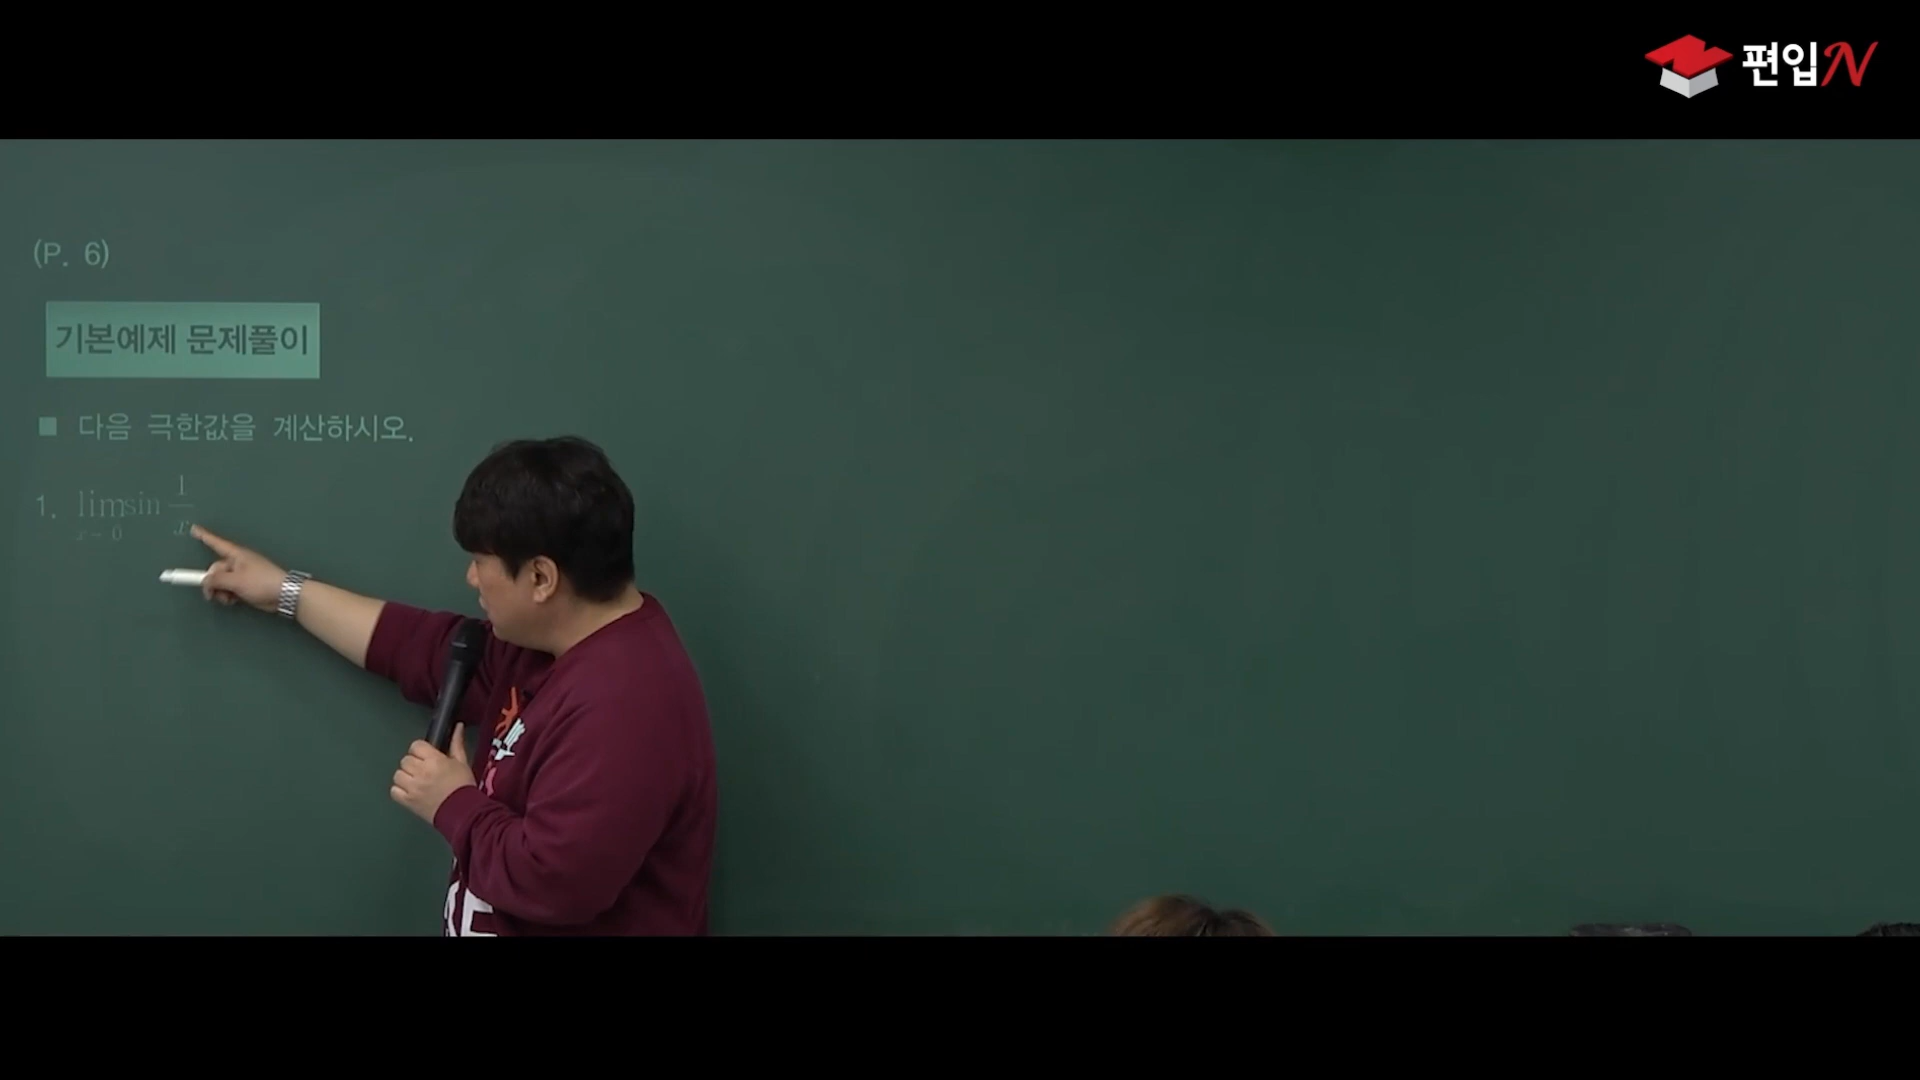 편입N
(P. 6)
기본예제 문제풀이
■ 다음 극한값을 계산하시오.
1. lim sin 1/x
x→0